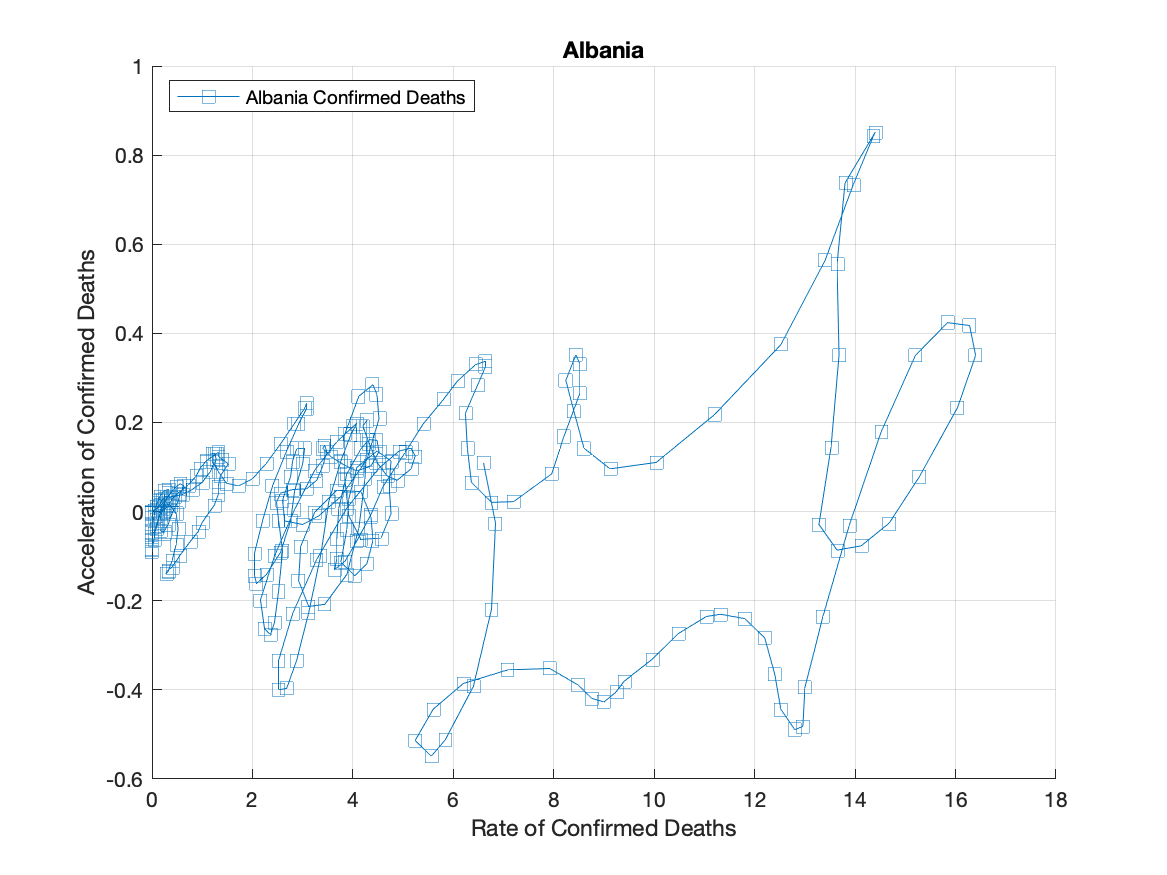 Albania
1
0.8
0.6
0.4
0.2
0
-0.2
-0.4
-0.6
Albania Confirmed Deaths
Acceleration of Confirmed Deaths
0 2 4 6 8 10 12 14 16 18
Rate of Confirmed Deaths